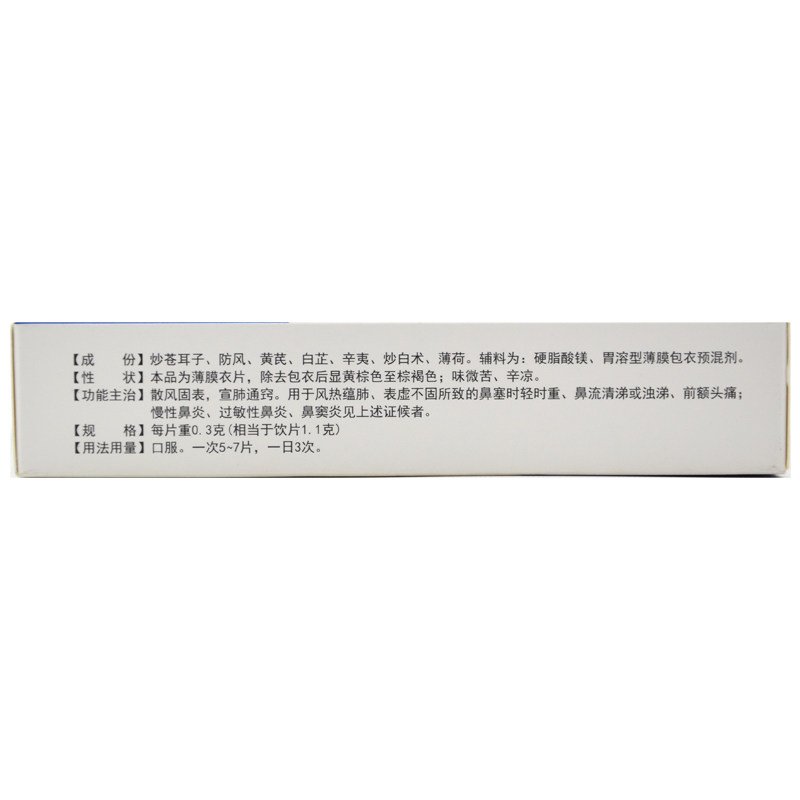 【成 份】炒苍耳子、防风、黄芪、白芷、辛夷、炒白术、薄荷。辅料为：硬脂酸镁、胃溶型薄膜包衣预混剂。
【性 状】本品为薄膜衣片，除去包衣后显黄棕色至棕褐色；味微苦、辛凉。
【功能主治】散风固表，宣肺通窍。用于风热蕴肺、表虚不固所致的鼻塞时轻时重、鼻流清涕或浊涕、前额头痛；
慢性鼻炎、过敏性鼻炎、鼻窦炎见上述证候者。
【规 格】每片重0.3克(相当于饮片1.1克)
【用法用量】口服。一次5~7片，一日3次。